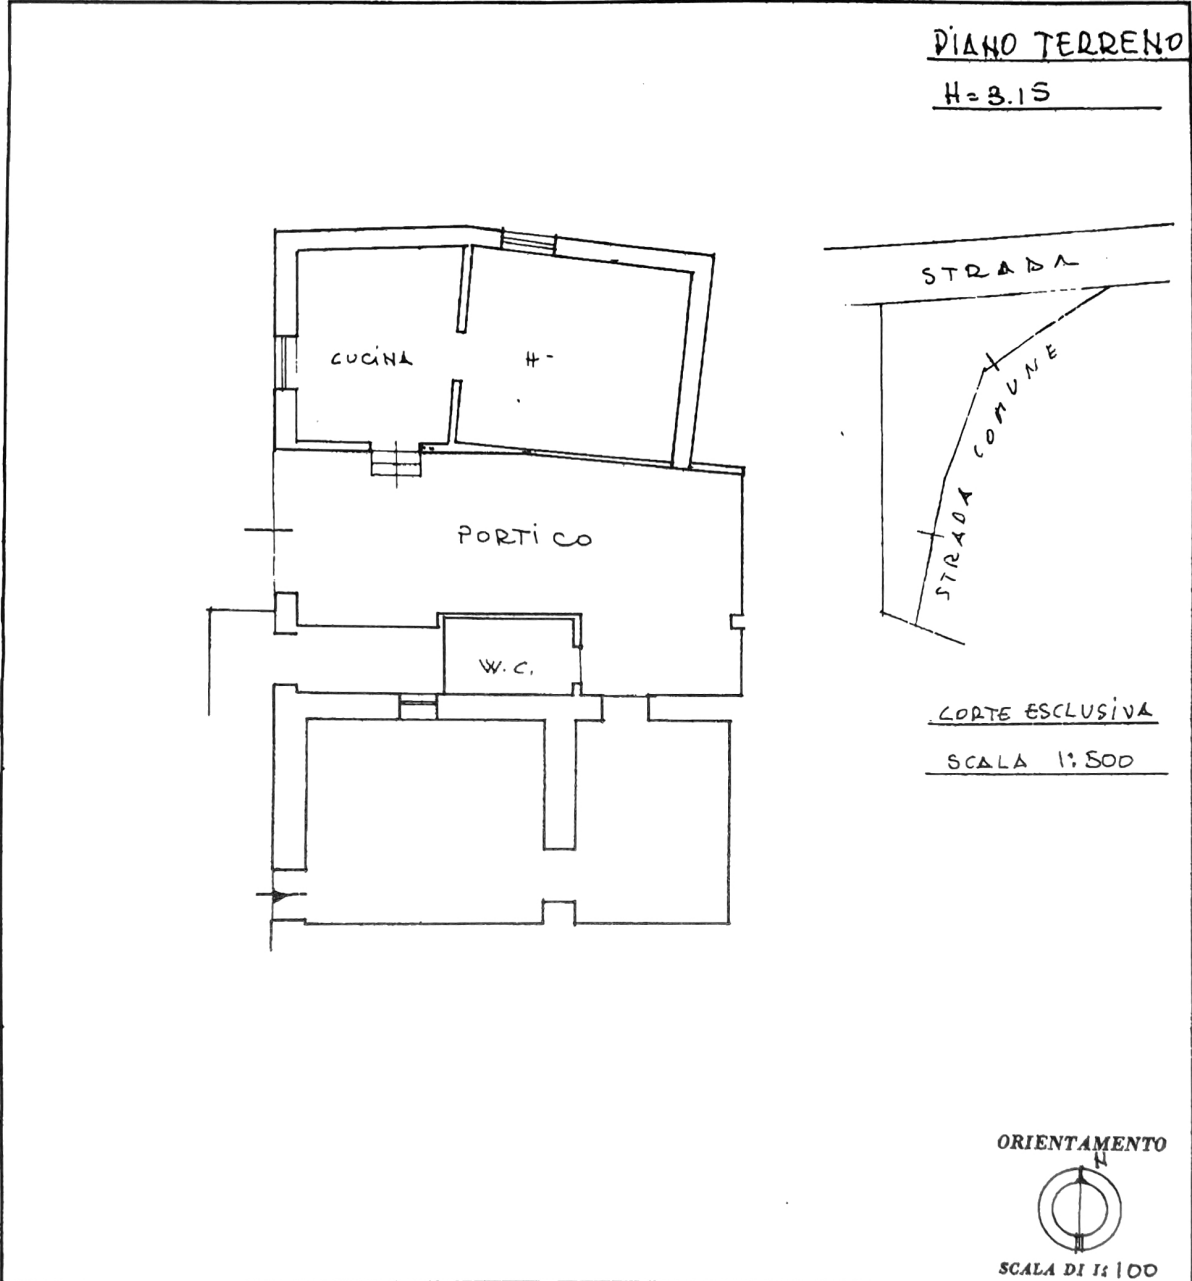 PIANO TERRENO
H=3.15
STRADA
CUCINA
H-
STRADA COMUNE
PORTICO
W.C.
CORTE ESCLUSIVA
SCALA 1:500
ORIENTAMENTO
N
SCALA DI 1:100